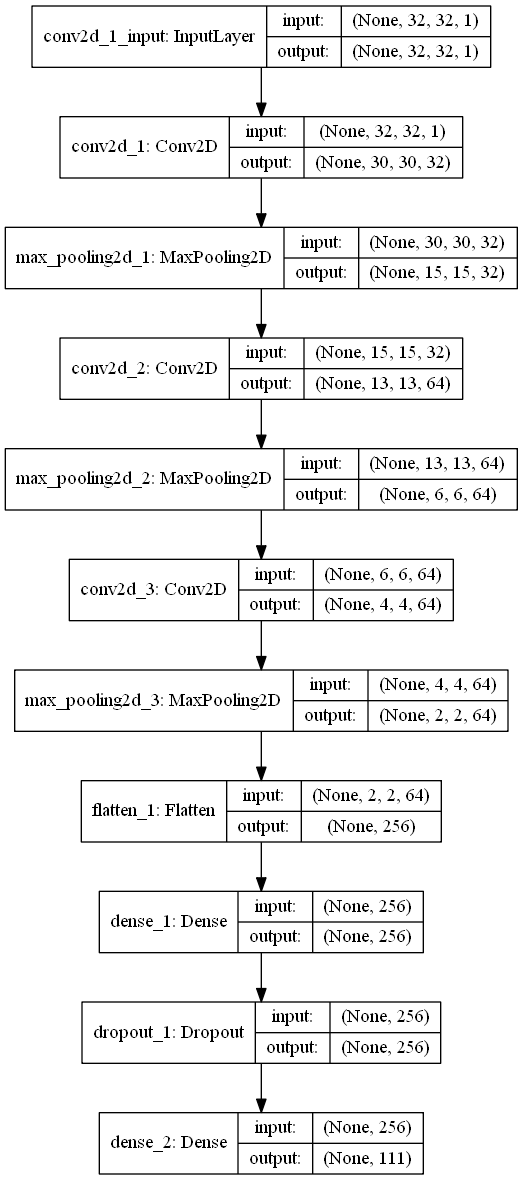 conv2d_1_input: InputLayer
input: (None, 32, 32, 1)
output: (None, 32, 32, 1)
conv2d_1: Conv2D
input: (None, 32, 32, 1)
output: (None, 30, 30, 32)
max_pooling2d_1: MaxPooling2D
input: (None, 30, 30, 32)
output: (None, 15, 15, 32)
conv2d_2: Conv2D
input: (None, 15, 15, 32)
output: (None, 13, 13, 64)
max_pooling2d_2: MaxPooling2D
input: (None, 13, 13, 64)
output: (None, 6, 6, 64)
conv2d_3: Conv2D
input: (None, 6, 6, 64)
output: (None, 4, 4, 64)
max_pooling2d_3: MaxPooling2D
input: (None, 4, 4, 64)
output: (None, 2, 2, 64)
flatten_1: Flatten
input: (None, 2, 2, 64)
output: (None, 256)
dense_1: Dense
input: (None, 256)
output: (None, 256)
dropout_1: Dropout
input: (None, 256)
output: (None, 256)
dense_2: Dense
input: (None, 256)
output: (None, 111)